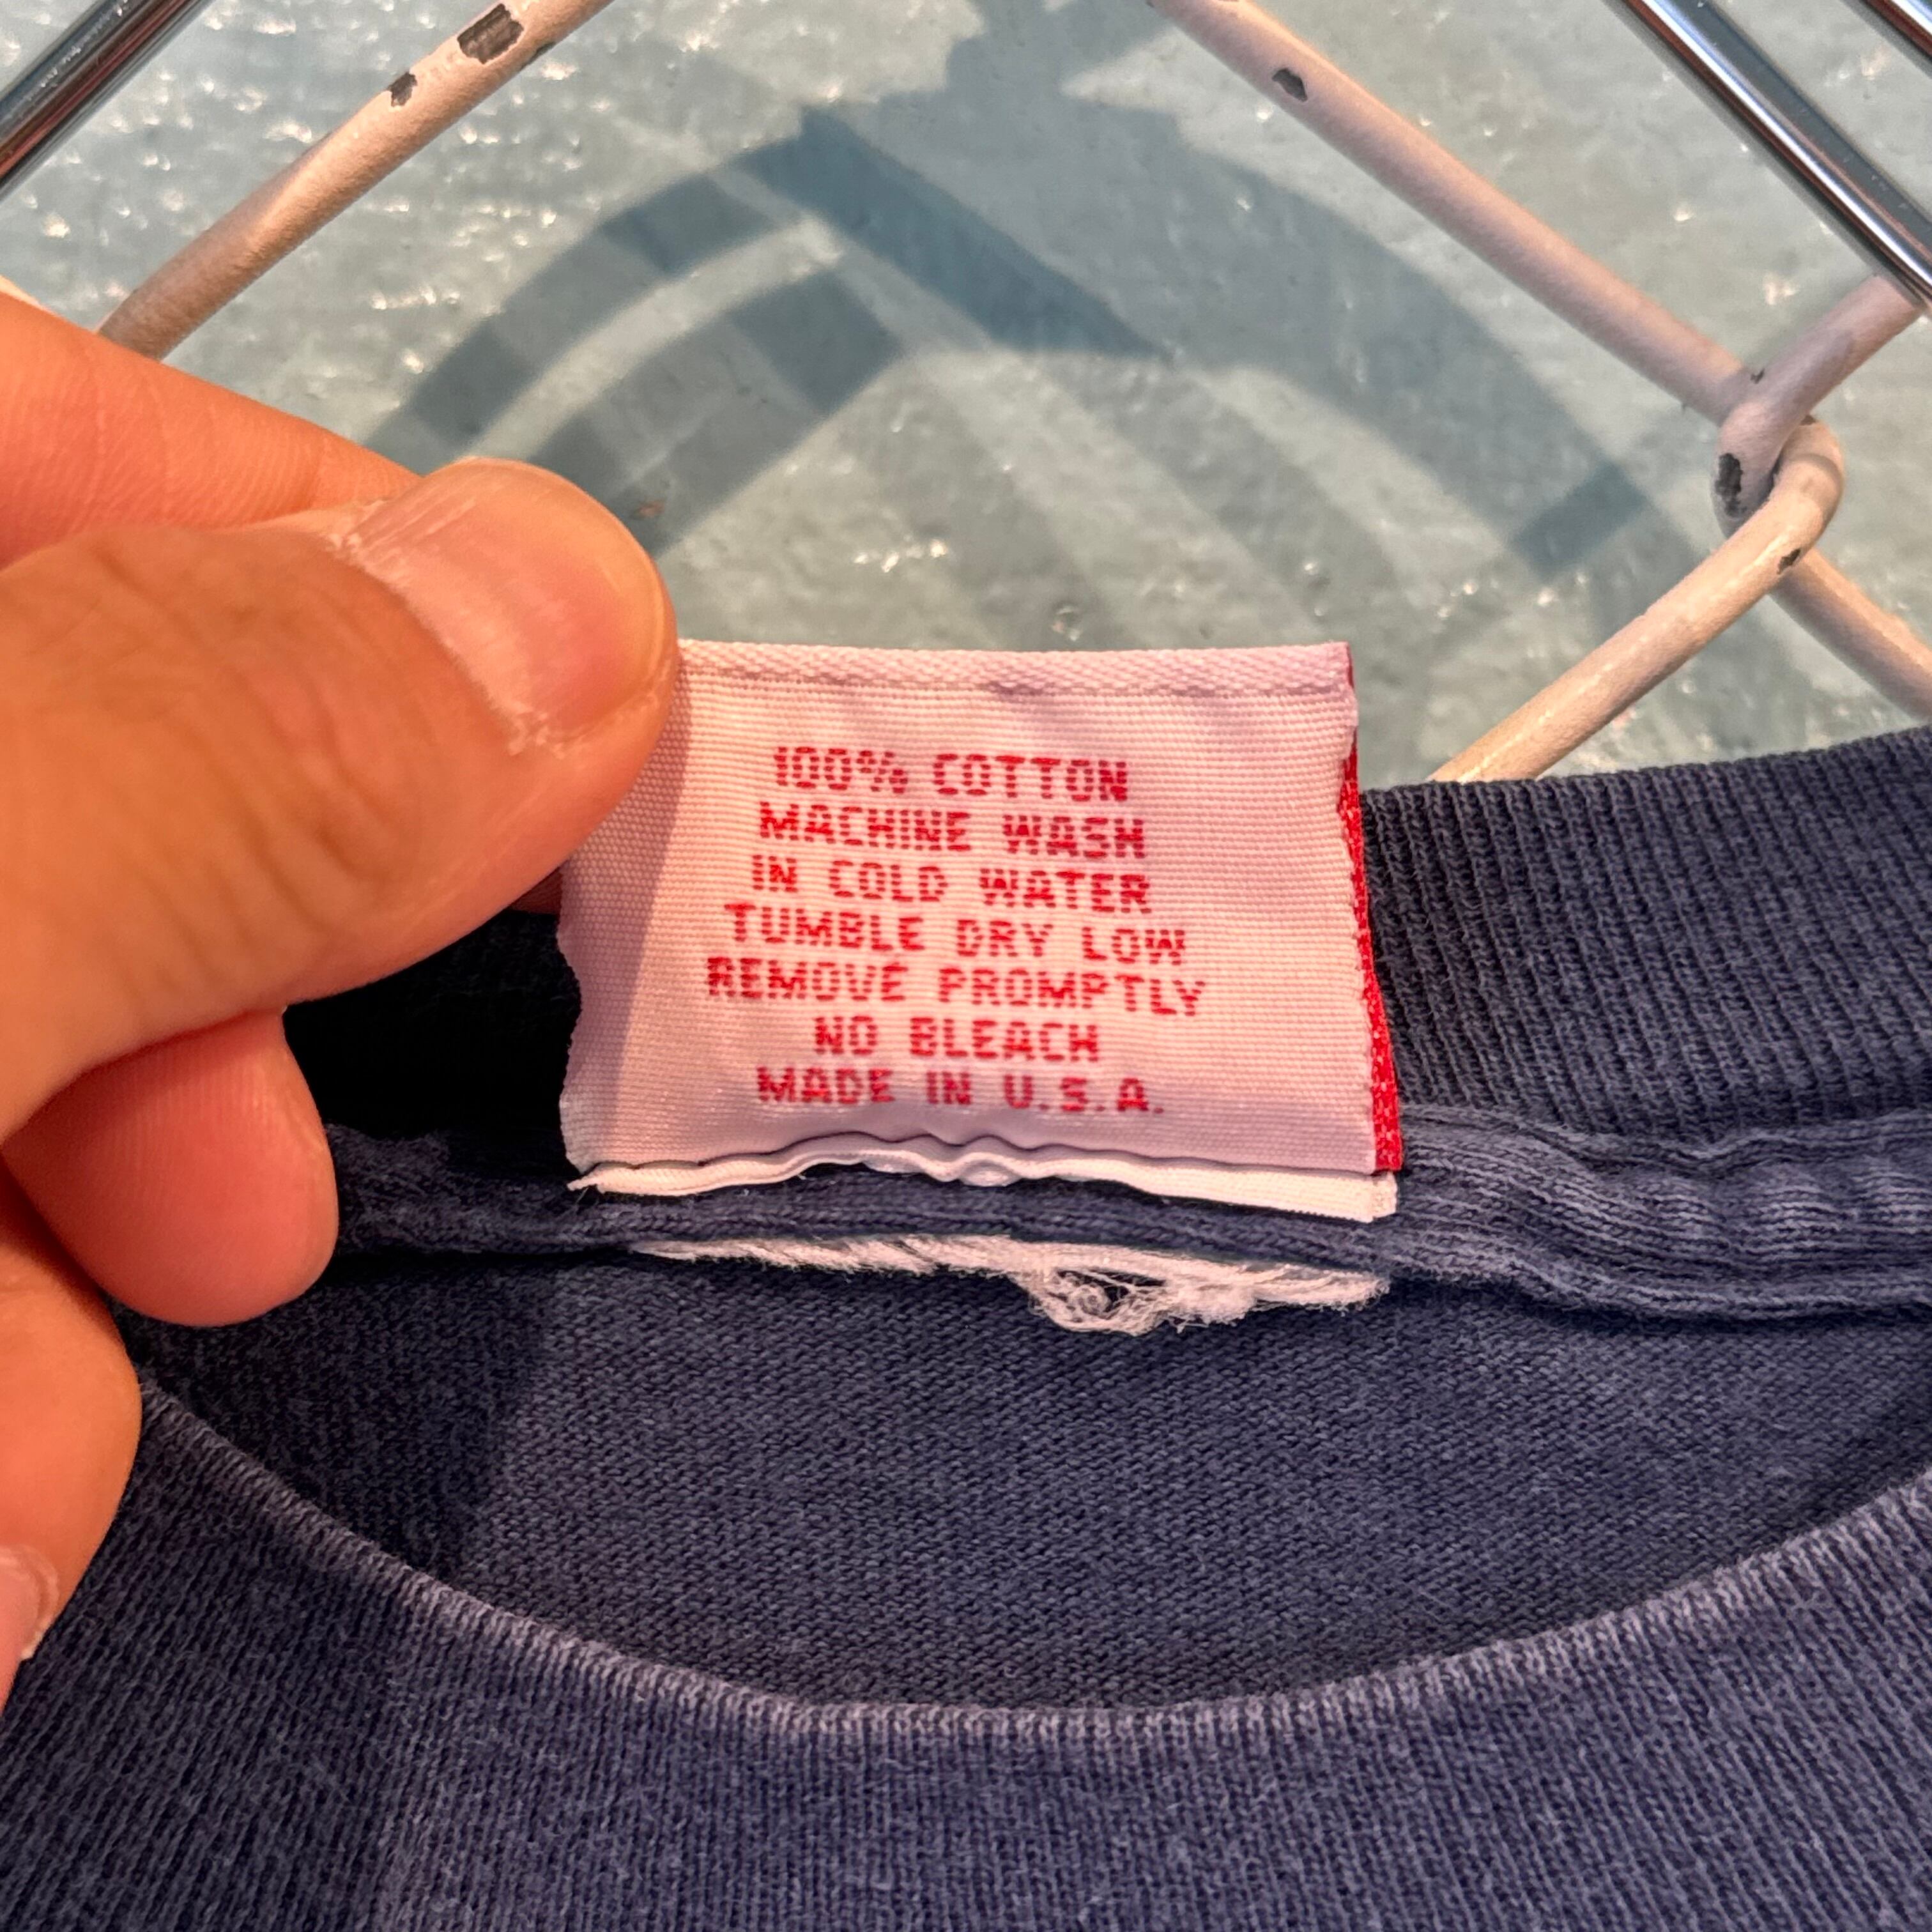 100% COTTON
MACHINE WASH
IN COLD WATER
TUMBLE DRY LOW
REMOVE PROMPTLY
NO BLEACH
MADE IN U.S.A.